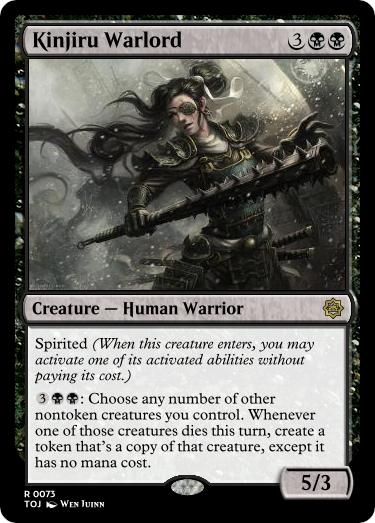 Kinjiru Warlord 3
Creature — Human Warrior
Spirited (When this creature enters, you may
activate one of its activated abilities without
paying its cost.)
3: Choose any number of other
nontoken creatures you control. Whenever
one of those creatures dies this turn, create a
token that's a copy of that creature, except it
has no mana cost.
5/3
R 0073
TOJ Wen Juinn